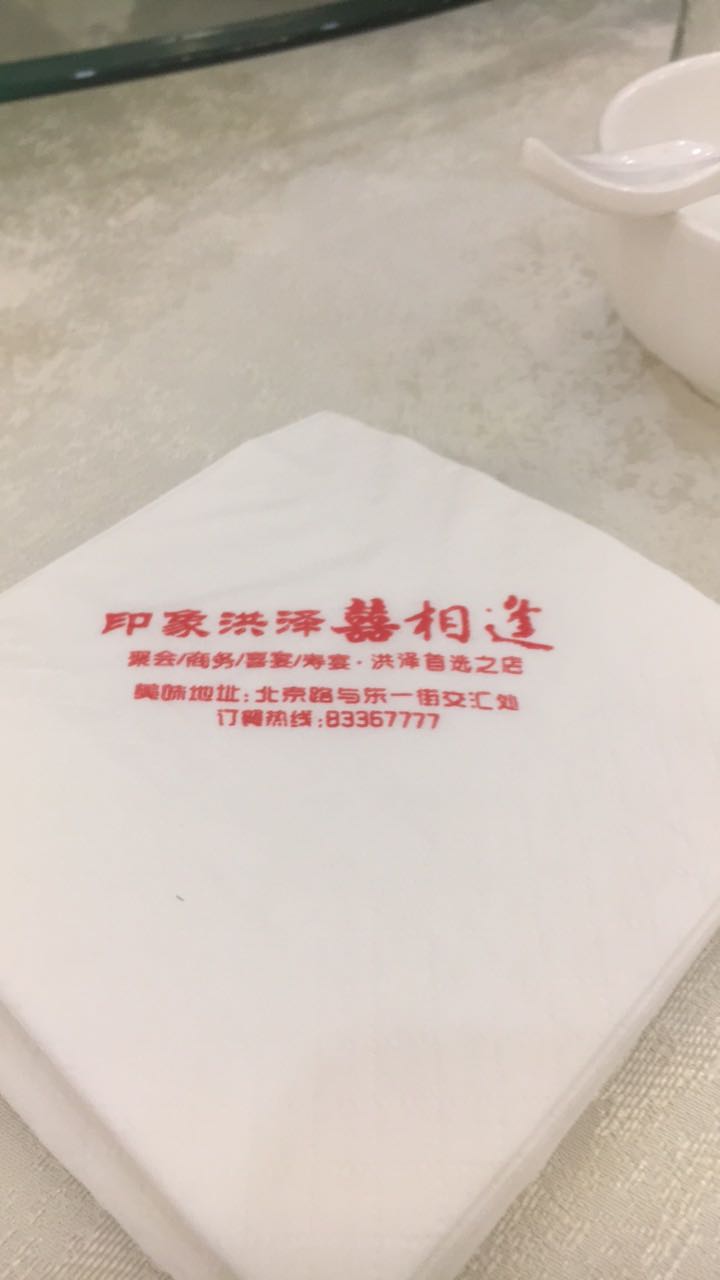 印象洪泽囍相逢
聚会/商务/喜宴/寿宴·洪泽首选之店
美味地址:北京路与乐一街交汇处
订餐热线:83367777